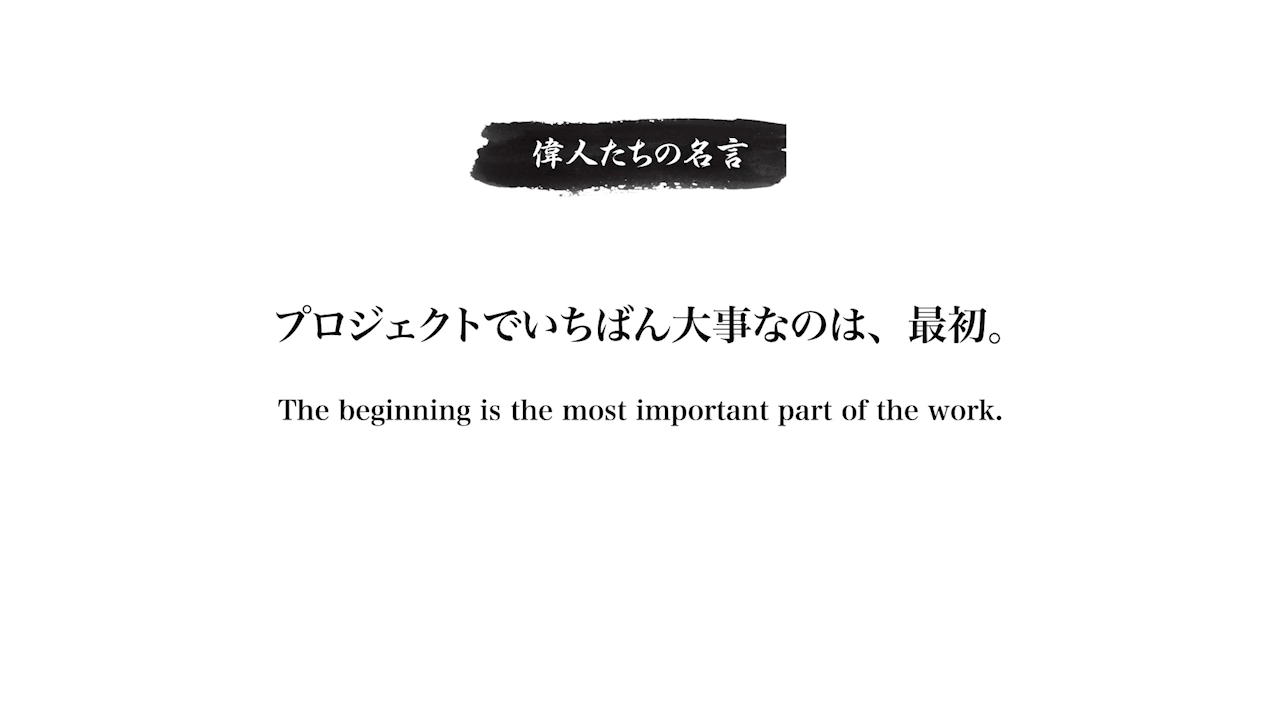 偉人たちの名言
プロジェクトでいちばん大事なのは、最初。
The beginning is the most important part of the work.